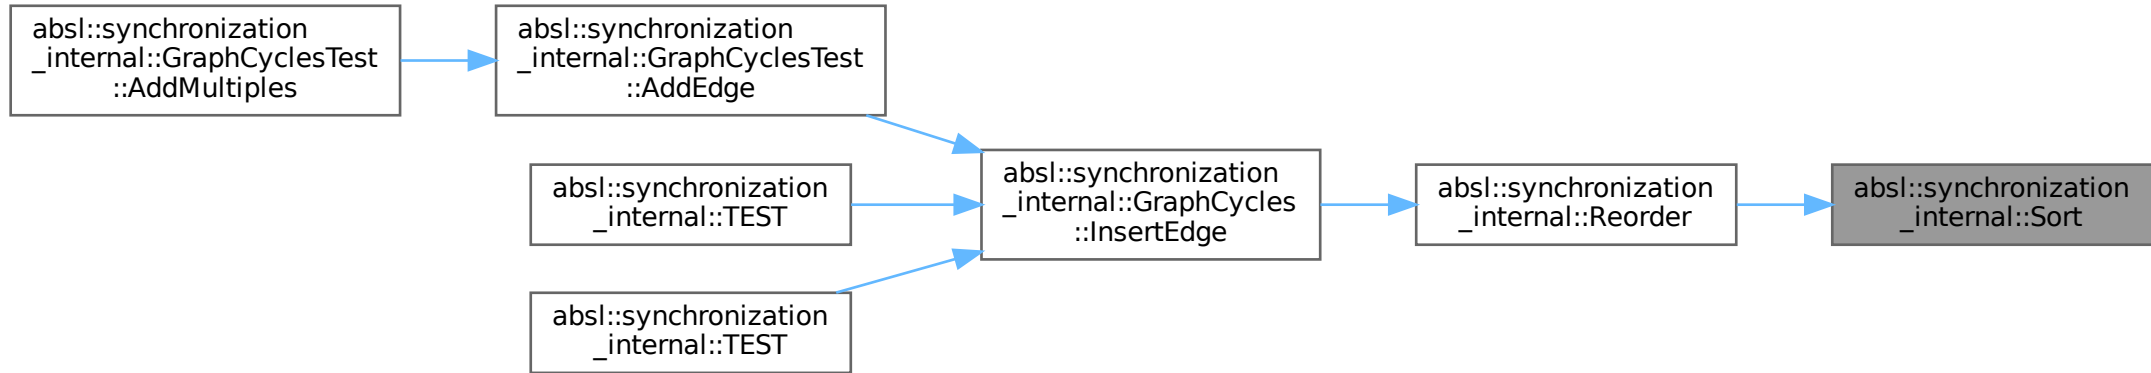 absl::synchronization
_internal::GraphCyclesTest
::AddMultiples
absl::synchronization
_internal::GraphCyclesTest
::AddEdge
absl::synchronization
_internal::TEST
absl::synchronization
_internal::TEST
absl::synchronization
_internal::GraphCycles
::InsertEdge
absl::synchronization
_internal::Reorder
absl::synchronization
_internal::Sort